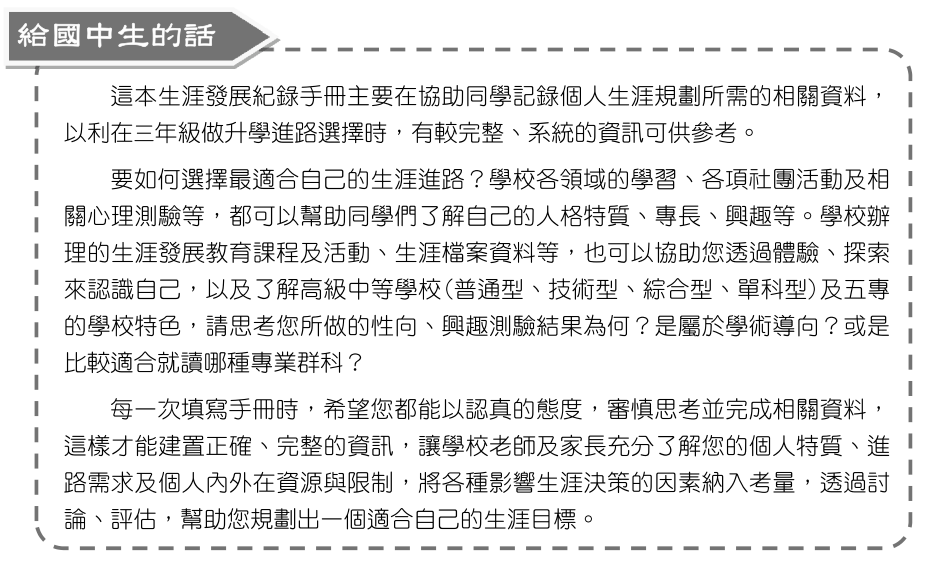 給國中生的話
這本生涯發展紀錄手冊主要在協助同學記錄個人生涯規劃所需的相關資料，
以利在三年級做升學進路選擇時，有較完整、系統的資訊可供參考。
要如何選擇最適合自己的生涯進路？學校各領域的學習、各項社團活動及相
關心理測驗等，都可以幫助同學們了解自己的人格特質、專長、興趣等。學校辦
理的生涯發展教育課程及活動、生涯檔案資料等，也可以協助您透過體驗、探索
來認識自己，以及了解高級中等學校(普通型、技術型、綜合型、單科型)及五專
的學校特色，請思考您所做的性向、興趣測驗結果為何？是屬於學術導向？或是
比較適合就讀哪種專業群科？
每一次填寫手冊時，希望您都能以認真的態度，審慎思考並完成相關資料，
這樣才能建置正確、完整的資訊，讓學校老師及家長充分了解您的個人特質、進
路需求及個人內外在資源與限制，將各種影響生涯決策的因素納入考量，透過討
論、評估，幫助您規劃出一個適合自己的生涯目標。